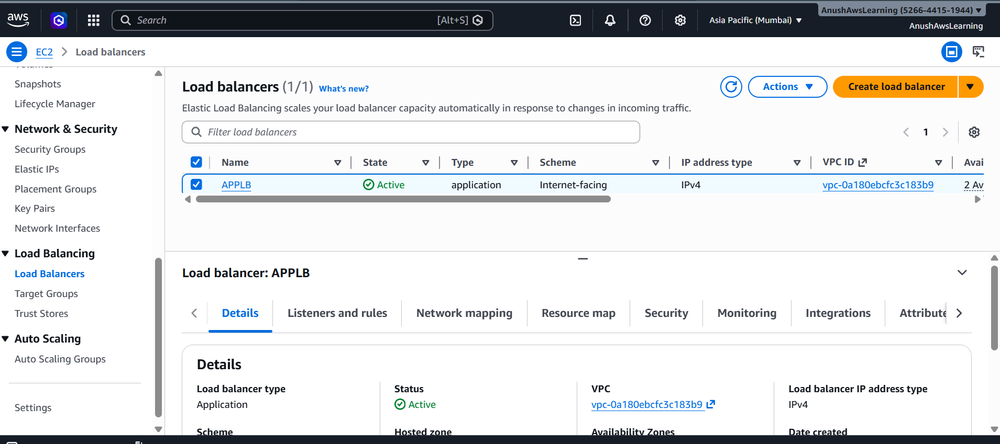 aws
Search [Alt+S]
Asia Pacific (Mumbai)
AnushAwsLearning (5266-4415-1944)
AnushAwsLearning
EC2 > Load balancers
Volumes
Snapshots
Lifecycle Manager
Network & Security
Security Groups
Elastic IPs
Placement Groups
Key Pairs
Network Interfaces
Load Balancing
Load Balancers
Target Groups
Trust Stores
Auto Scaling
Auto Scaling Groups
Settings
Load balancers (1/1) What's new?
Actions
Create load balancer
Elastic Load Balancing scales your load balancer capacity automatically in response to changes in incoming traffic.
Filter load balancers
1
Name State Type Scheme IP address type VPC ID Avai
APPLB Active application Internet-facing IPv4 vpc-0a180ebcfc3c183b9 2 Av
Load balancer: APPLB
Details Listeners and rules Network mapping Resource map Security Monitoring Integrations Attribute
Details
Load balancer type Status VPC Load balancer IP address type
Application Active vpc-0a180ebcfc3c183b9 IPv4
Scheme Hosted zone Availability Zones Date created